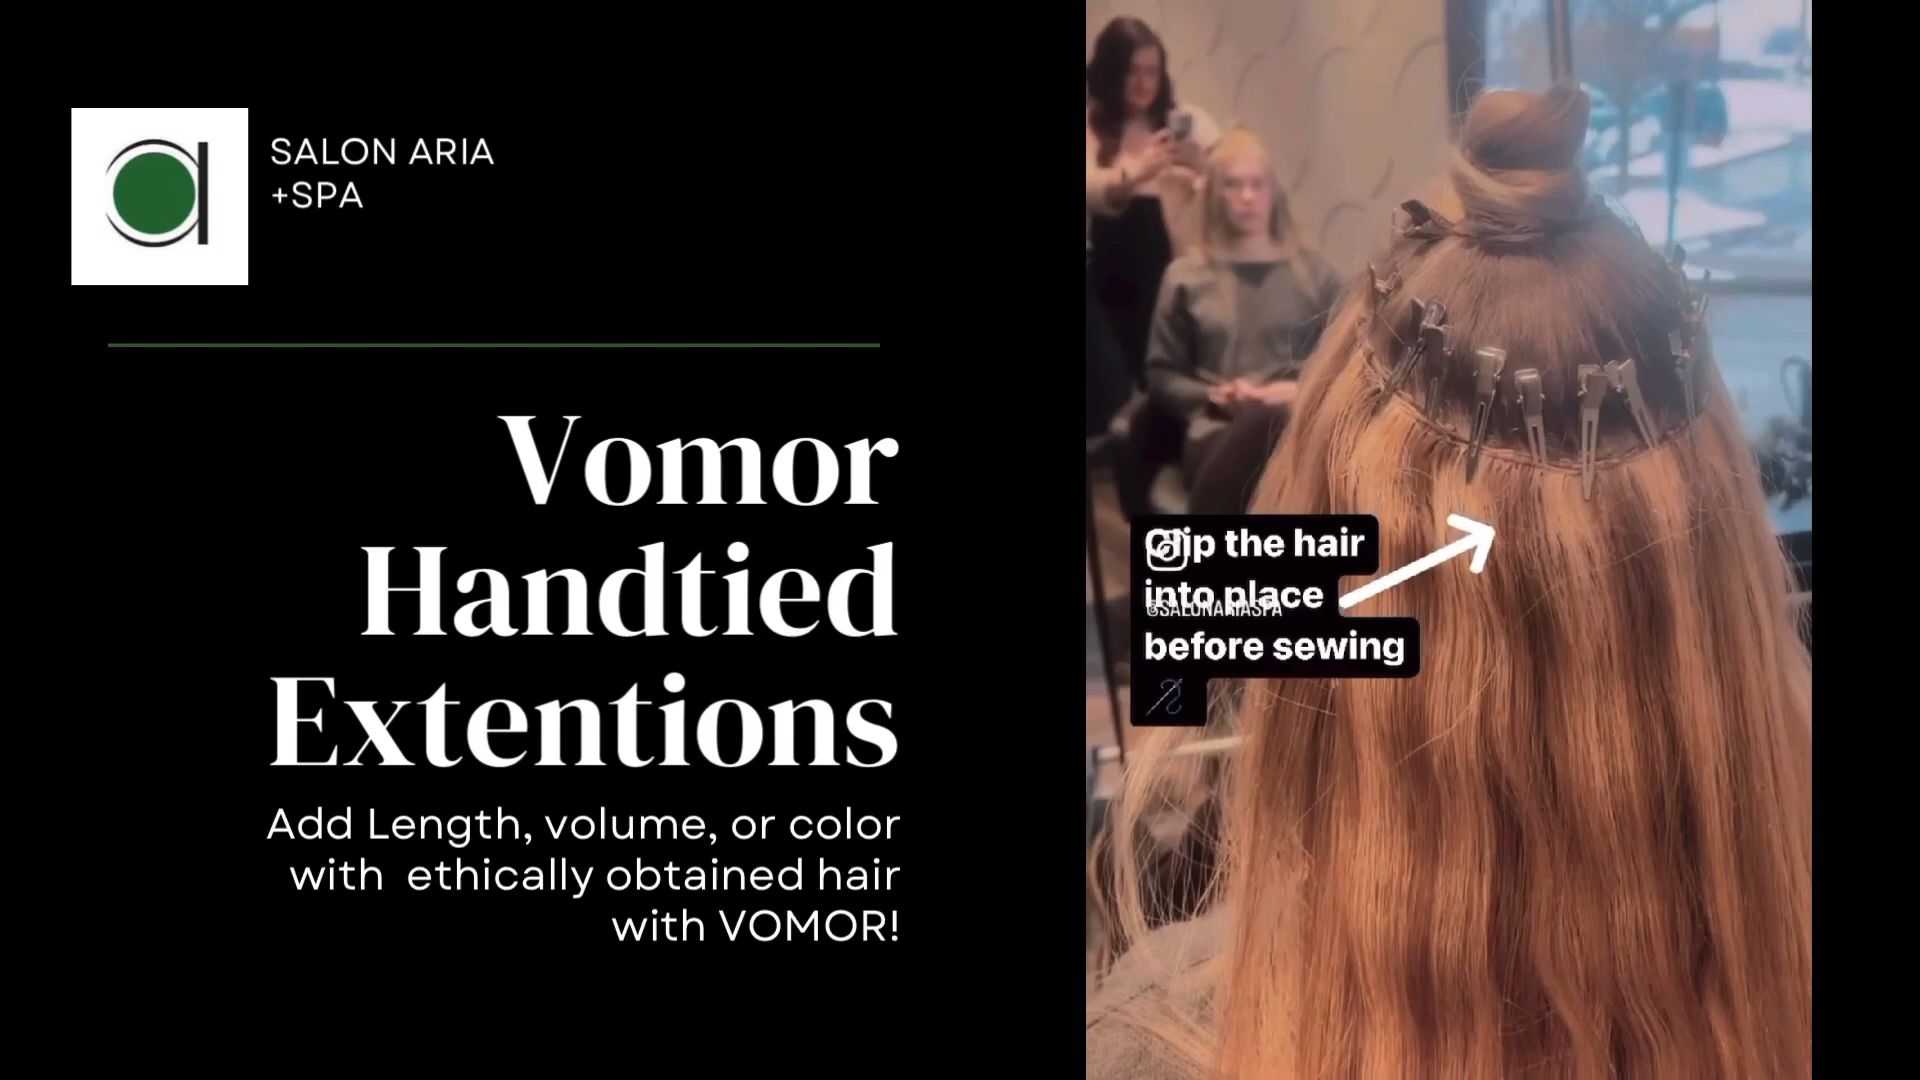 SALON ARIA
+SPA
Vomor
Handtied
Extentions
Add Length, volume, or color
with ethically obtained hair
with VOMOR!
Clip the hair
into place
@SALONARIASPA
before sewing